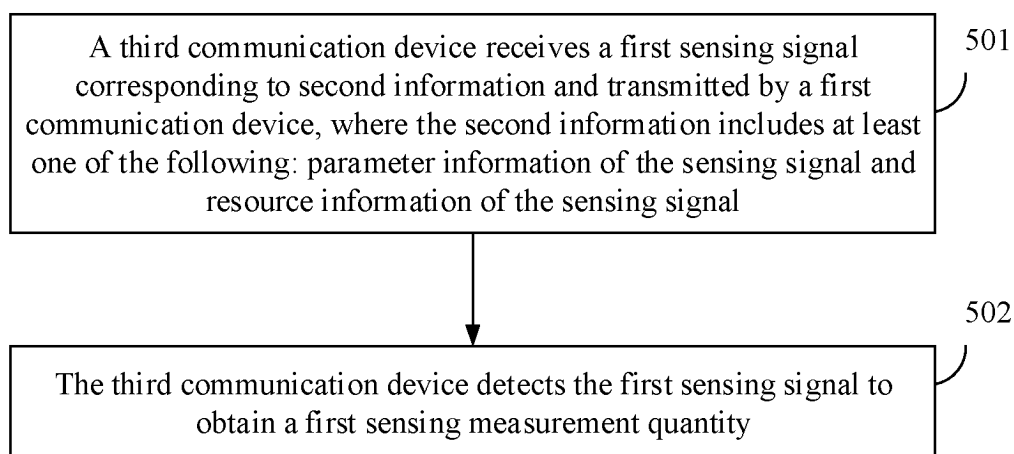 A third communication device receives a first sensing signal
corresponding to second information and transmitted by a first
communication device, where the second information includes at least
one of the following: parameter information of the sensing signal and
resource information of the sensing signal
501
The third communication device detects the first sensing signal to
obtain a first sensing measurement quantity
502